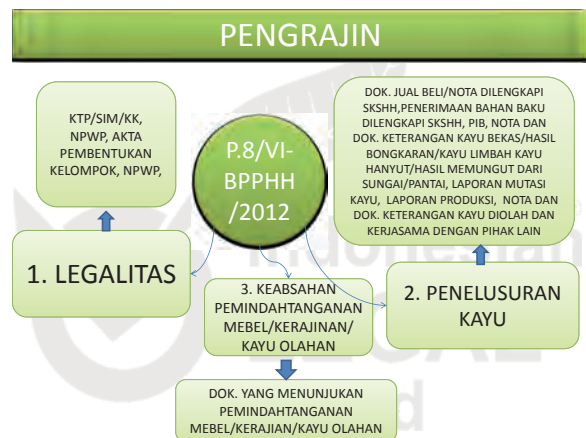 PENGRAJIN
KTP/SIM/KK,
NPWP, AKTA
PEMBENTUKAN
KELOMPOK, NPWP,
P.8/VI-
BPPHH
/2012
DOK. JUAL BELI/NOTA DILENGKAPI
SKSHH,PENERIMAAN BAHAN BAKU
DILENGKAPI SKSHH, PIB, NOTA DAN
DOK. KETERANGAN KAYU BEKAS/HASIL
BONGKARAN/KAYU LIMBAH KAYU
HANYUT/HASIL MEMUNGUT DARI
SUNGAI/PANTAI, LAPORAN MUTASI
KAYU, LAPORAN PRODUKSI, NOTA DAN
DOK. KETERANGAN KAYU DIOLAH DAN
KERJASAMA DENGAN PIHAK LAIN
1. LEGALITAS
3. KEABSAHAN
PEMINDAHTANGANAN
MEBEL/KERAJINAN/
KAYU OLAHAN
2. PENELUSURAN
KAYU
DOK. YANG MENUNJUKAN
PEMINDAHTANGANAN
MEBEL/KERAJIAN/KAYU OLAHAN